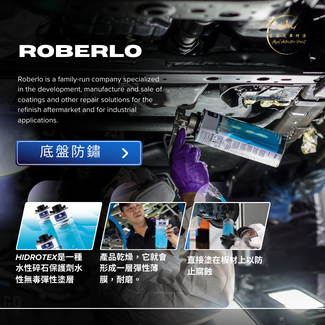 ROBERLO
Roberlo is a family-run company specialized
in the development, manufacture and sale of
coatings and other repair solutions for the
refinish aftermarket and for industrial
applications.
底盤防鏽
HIDROTEX是一種
水性碎石保護劑水
性無毒彈性塗層
產品乾燥，它就會
形成一層彈性薄
膜，耐磨。
直接塗在板材上以防
止腐蝕